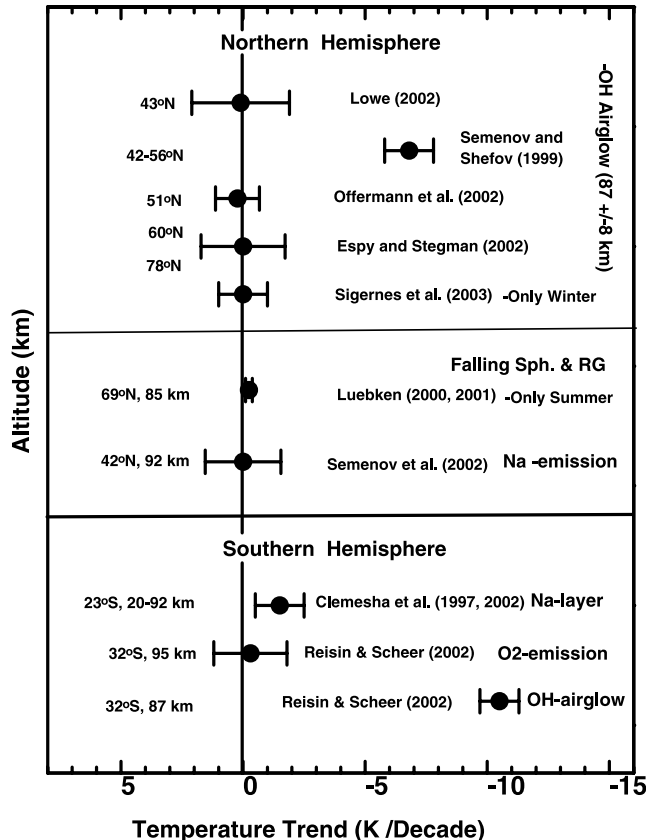 Northern Hemisphere
-OH Airglow (87 +/-8 km)
43ºN Lowe (2002)
42-56ºN Semenov and
Shefov (1999)
51ºN Offermann et al. (2002)
60ºN Espy and Stegman (2002)
78ºN
Sigernes et al. (2003) -Only Winter
Altitude (km)
Falling Sph. & RG
69ºN, 85 km Luebken (2000, 2001) -Only Summer
42ºN, 92 km Semenov et al. (2002) Na -emission
Southern Hemisphere
23ºS, 20-92 km Clemesha et al. (1997, 2002) Na-layer
32ºS, 95 km Reisin & Scheer (2002) O2-emission
32ºS, 87 km Reisin & Scheer (2002) OH-airglow
5 0 -5 -10 -15
Temperature Trend (K /Decade)